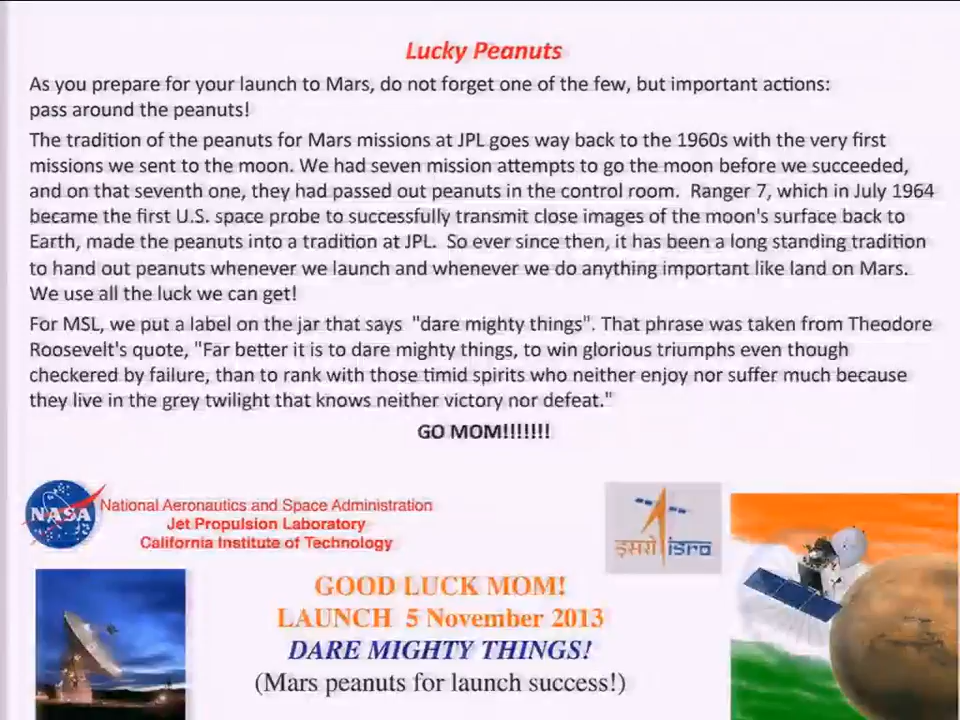 Lucky Peanuts
As you prepare for your launch to Mars, do not forget one of the few, but important actions:
pass around the peanuts!
The tradition of the peanuts for Mars missions at JPL goes way back to the 1960s with the very first
missions we sent to the moon. We had seven mission attempts to go the moon before we succeeded,
and on that seventh one, they had passed out peanuts in the control room. Ranger 7, which in July 1964
became the first U.S. space probe to successfully transmit close images of the moon's surface back to
Earth, made the peanuts into a tradition at JPL. So ever since then, it has been a long standing tradition
to hand out peanuts whenever we launch and whenever we do anything important like land on Mars.
We use all the luck we can get!
For MSL, we put a label on the jar that says "dare mighty things". That phrase was taken from Theodore
Roosevelt's quote, "Far better it is to dare mighty things, to win glorious triumphs even though
checkered by failure, than to rank with those timid spirits who neither enjoy nor suffer much because
they live in the grey twilight that knows neither victory nor defeat."
GO MOM!!!!!!!
NASA
National Aeronautics and Space Administration
Jet Propulsion Laboratory
California Institute of Technology
इसरो isro
GOOD LUCK MOM!
LAUNCH 5 November 2013
DARE MIGHTY THINGS!
(Mars peanuts for launch success!)